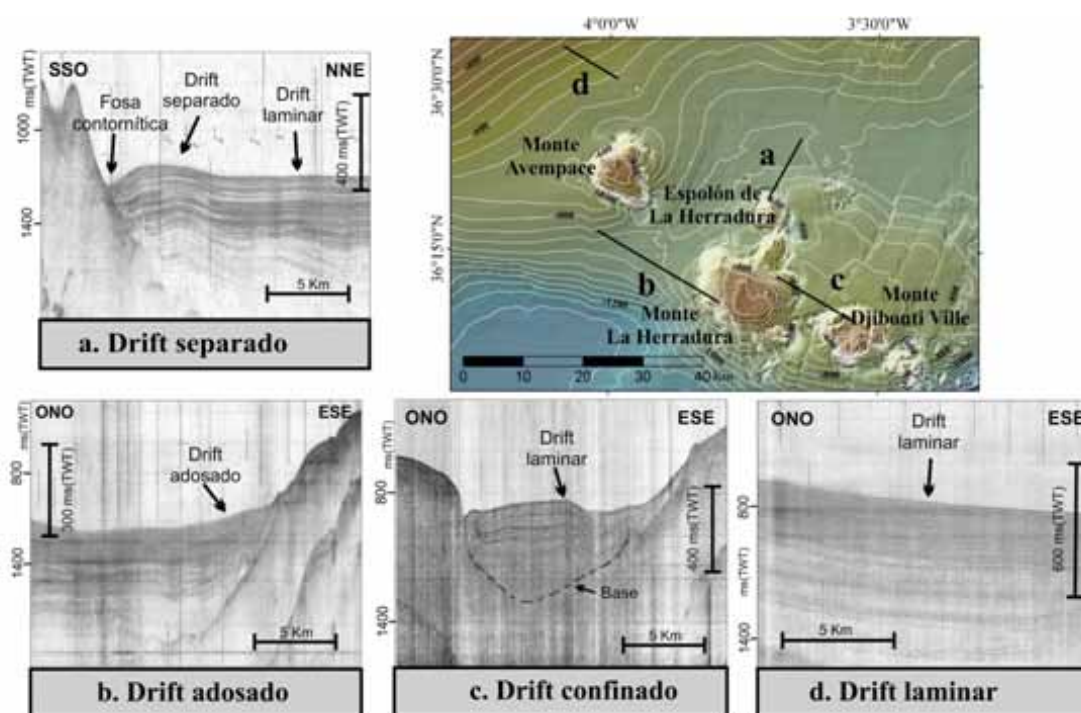 SSO
NNE
ms(TWT)
1000
1400
Fosa
contornítica
Drift
separado
Drift
laminar
400 ms(TWT)
5 Km
a. Drift separado
4°0'0"W
3°30'0"W
36°30'0"N
36°15'0"N
d
Monte
Avempace
a
Espolón de
La Herradura
b
Monte
La Herradura
c
Monte
Djibouti Ville
0 10 20 30 40
ONO
ESE
ms(TWT)
800
1400
300 ms(TWT)
Drift
adosado
5 Km
b. Drift adosado
ONO
ESE
ms(TWT)
800
1400
Drift
laminar
400 ms(TWT)
Base
5 Km
c. Drift confinado
ONO
ESE
800
ms(TWT)
1400
Drift
laminar
600 ms(TWT)
5 Km
d. Drift laminar